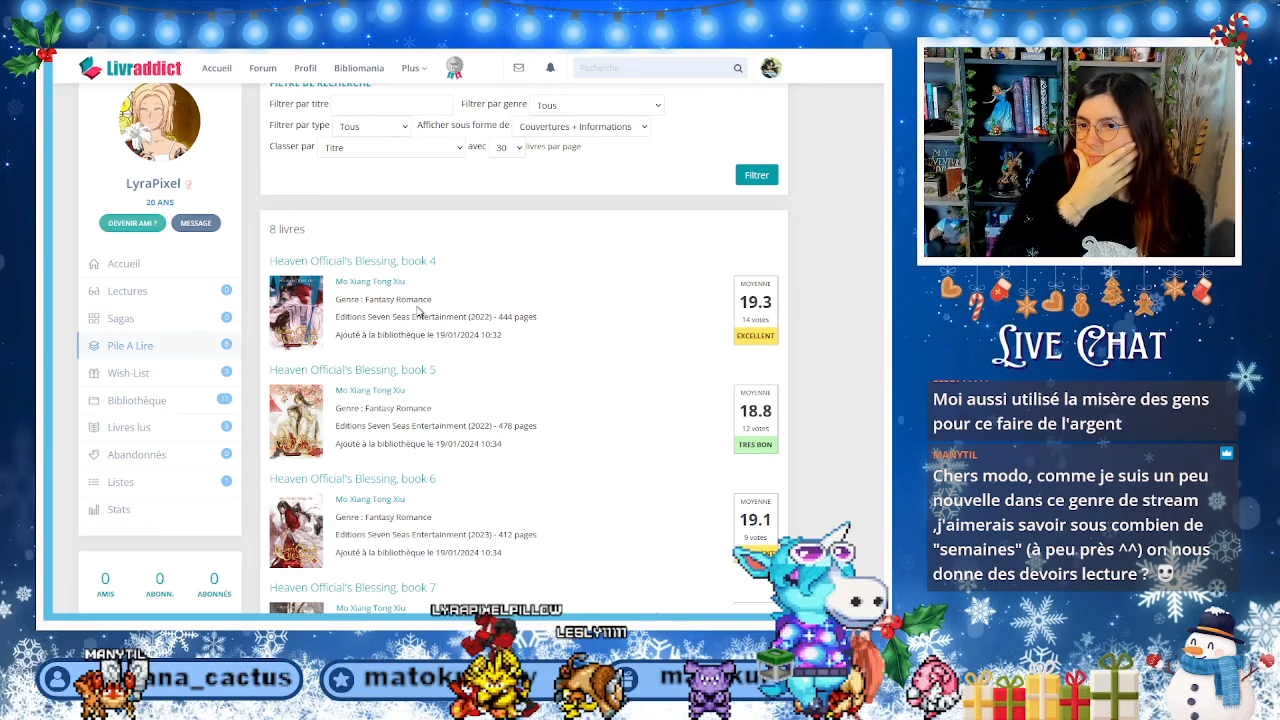 Livraddict
Accueil
Forum
Profil
Bibliomania
Plus
Recherche
FILTRE DE RECHERCHE
Filtrer par titre
Filtrer par genre
Tous
Filtrer par type
Tous
Afficher sous forme de
Couvertures + Informations
Classer par
Titre
avec
30
livres par page
Filtrer
LyraPixel
20 ANS
DEVENIR AMI ?
MESSAGE
Accueil
Lectures 0
Sagas 0
Pile A Lire 8
Wish-List 5
Bibliothèque 17
Livres lus 9
Abandonnés 0
Listes 1
Stats
0
AMIS
0
ABONN.
0
ABONNÉS
8 livres
Heaven Official's Blessing, book 4
Mo Xiang Tong Xiu
Genre : Fantasy Romance
Editions Seven Seas Entertainment (2022) - 444 pages
Ajouté à la bibliothèque le 19/01/2024 10:32
MOYENNE
19.3
14 votes
EXCELLENT
Heaven Official's Blessing, book 5
Mo Xiang Tong Xiu
Genre : Fantasy Romance
Editions Seven Seas Entertainment (2022) - 478 pages
Ajouté à la bibliothèque le 19/01/2024 10:34
MOYENNE
18.8
12 votes
TRES BON
Heaven Official's Blessing, book 6
Mo Xiang Tong Xiu
Genre : Fantasy Romance
Editions Seven Seas Entertainment (2023) - 412 pages
Ajouté à la bibliothèque le 19/01/2024 10:34
MOYENNE
19.1
9 votes
Heaven Official's Blessing, book 7
Mo Xiang Tong Xiu
LIVE CHAT
Moi aussi utilisé la misère des gens
pour ce faire de l'argent
MANYTIL
Chers modo, comme je suis un peu
nouvelle dans ce genre de stream
,j'aimerais savoir sous combien de
"semaines" (à peu près ^^) on nous
donne des devoirs lecture ?
LYRAPIXELPILLOW
LESLY11111
MANYTIL
ana_cactus